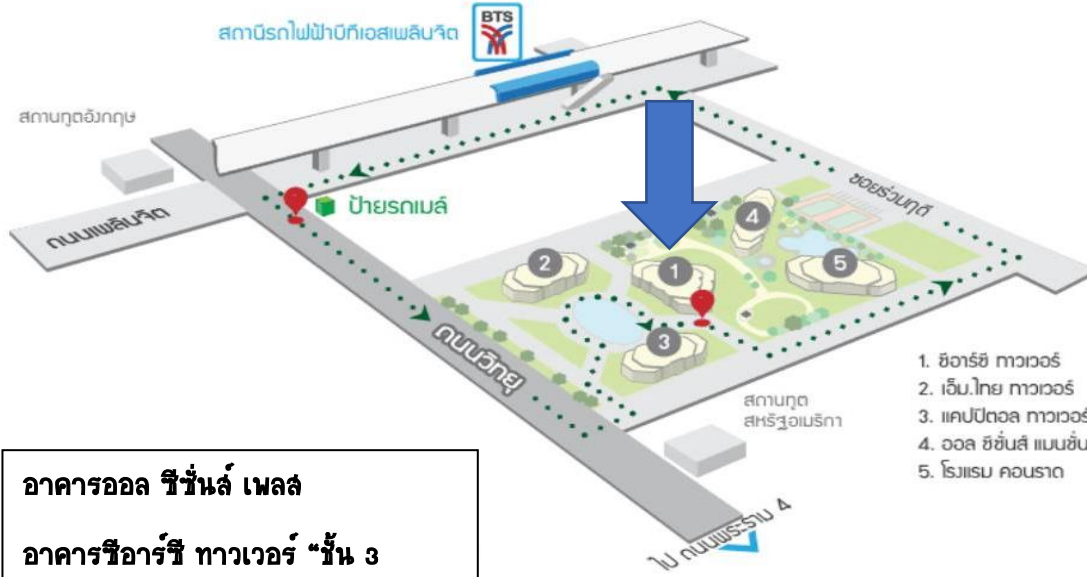 BTS
สถานีรถไฟฟ้าบีทีเอสเพลินจิต
สถานทูตอังกฤษ
ถนนเพลินจิต
ป้ายรถเมล์
ซอยร่วมฤดี
4
2
1
5
3
ถนนวิทยุ
สถานทูต
สหรัฐอเมริกา
1. ซีอาร์ซี ทาวเวอร์
2. เอ็ม.ไทย ทาวเวอร์
3. แคปปิตอล ทาวเวอร์
4. ออล ซีซั่นส์ แมนชั่น
5. โรงแรม คอนราด
ไป ถนนพระราม 4
อาคารออล ซีซั่นส์ เพลส
อาคารซีอาร์ซี ทาวเวอร์ “ชั้น 3